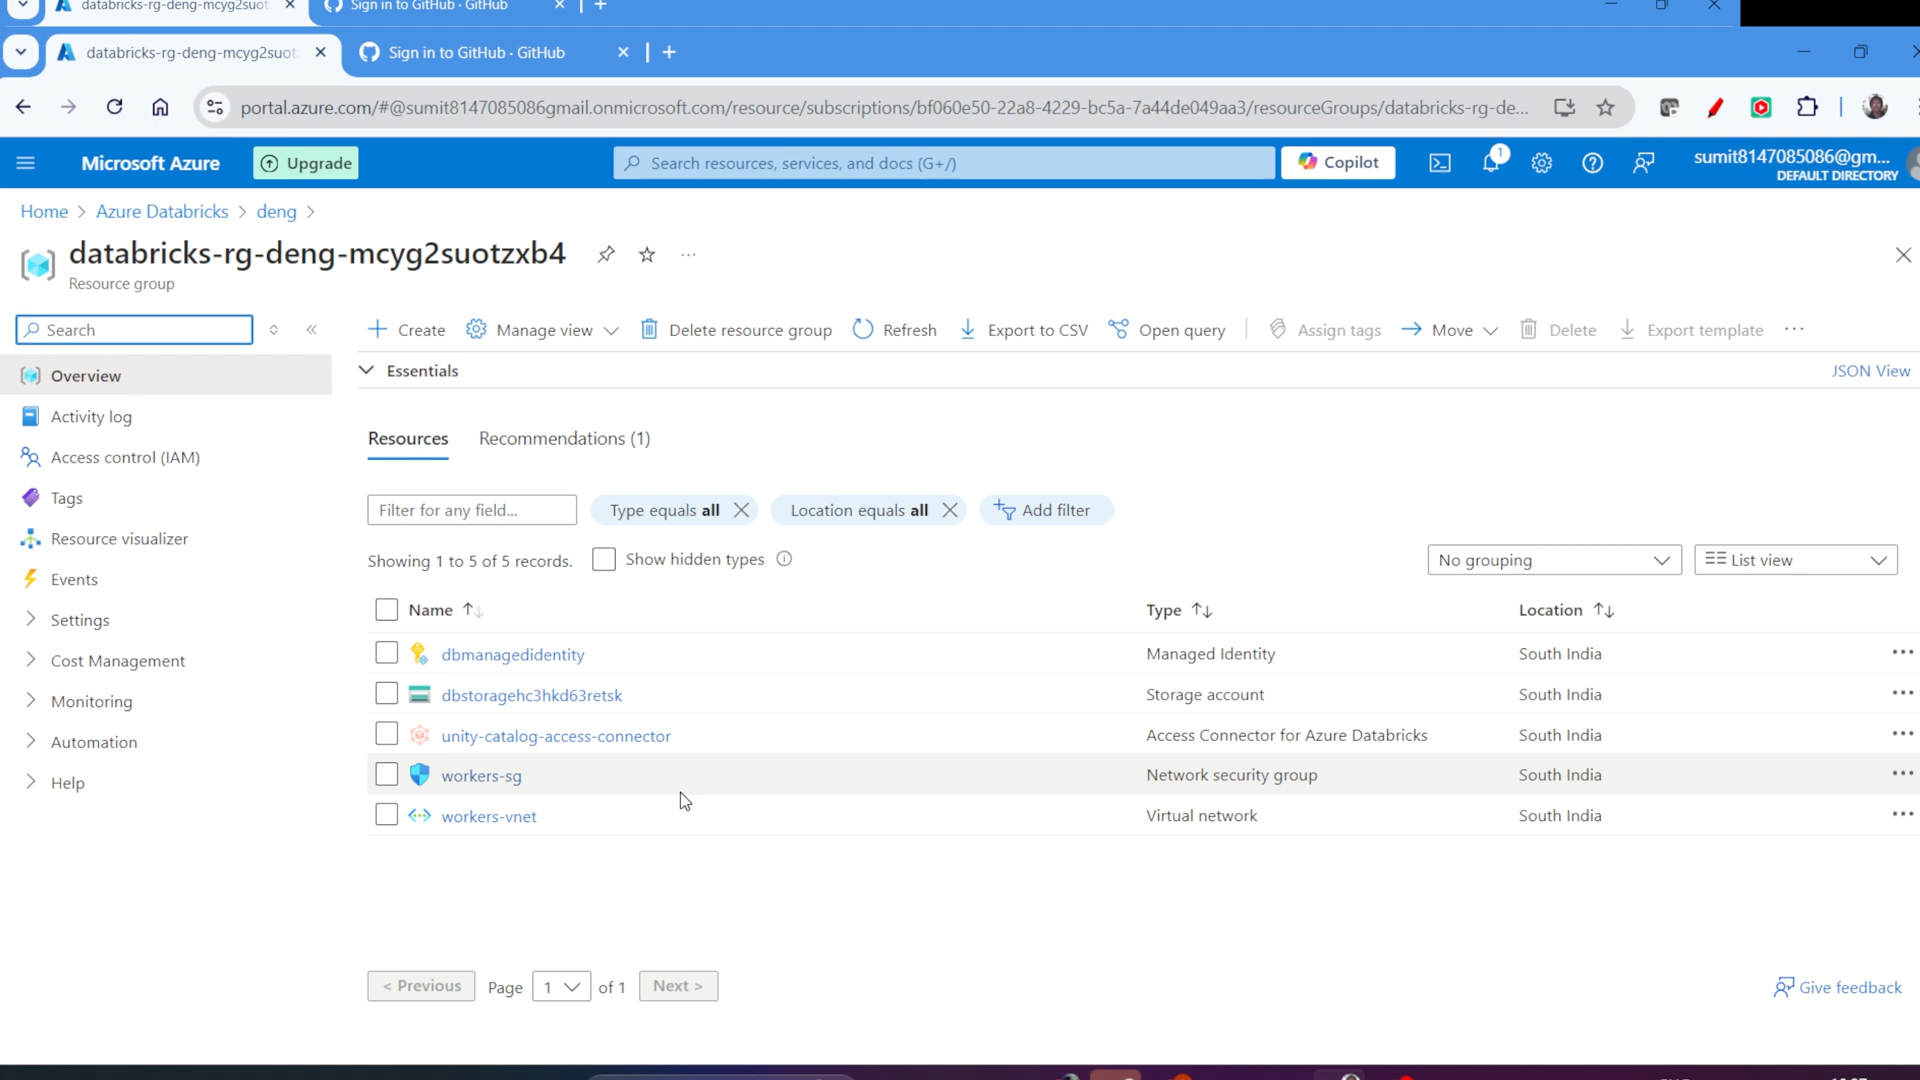 databricks-rg-deng-mcyg2suot
Sign in to GitHub · GitHub
databricks-rg-deng-mcyg2suot
Sign in to GitHub · GitHub
portal.azure.com/#@sumit8147085086gmail.onmicrosoft.com/resource/subscriptions/bf060e50-22a8-4229-bc5a-7a44de049aa3/resourceGroups/databricks-rg-de...
Microsoft Azure
Upgrade
Search resources, services, and docs (G+/)
Copilot
1
sumit8147085086@gm...
DEFAULT DIRECTORY
Home > Azure Databricks > deng >
databricks-rg-deng-mcyg2suotzxb4
Resource group
Search
Create
Manage view
Delete resource group
Refresh
Export to CSV
Open query
Assign tags
Move
Delete
Export template
Overview
Activity log
Access control (IAM)
Tags
Resource visualizer
Events
Settings
Cost Management
Monitoring
Automation
Help
Essentials
JSON View
Resources
Recommendations (1)
Filter for any field...
Type equals all
Location equals all
Add filter
Showing 1 to 5 of 5 records.
Show hidden types
No grouping
List view
Name
Type
Location
dbmanagedidentity
Managed Identity
South India
dbstoragehc3hkd63retsk
Storage account
South India
unity-catalog-access-connector
Access Connector for Azure Databricks
South India
workers-sg
Network security group
South India
workers-vnet
Virtual network
South India
< Previous
Page
1
of 1
Next >
Give feedback